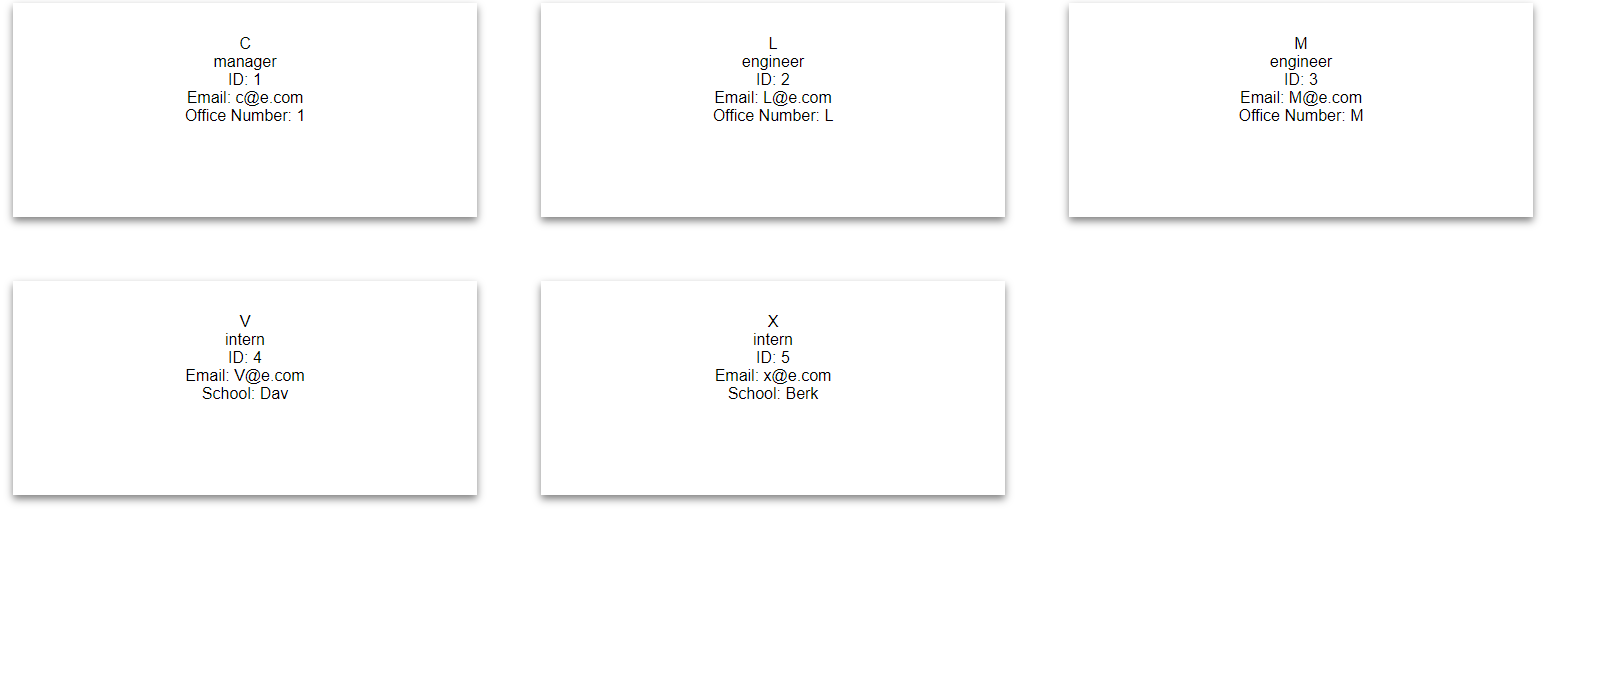 C
manager
ID: 1
Email: c@e.com
Office Number: 1
L
engineer
ID: 2
Email: L@e.com
Office Number: L
M
engineer
ID: 3
Email: M@e.com
Office Number: M
V
intern
ID: 4
Email: V@e.com
School: Dav
X
intern
ID: 5
Email: x@e.com
School: Berk